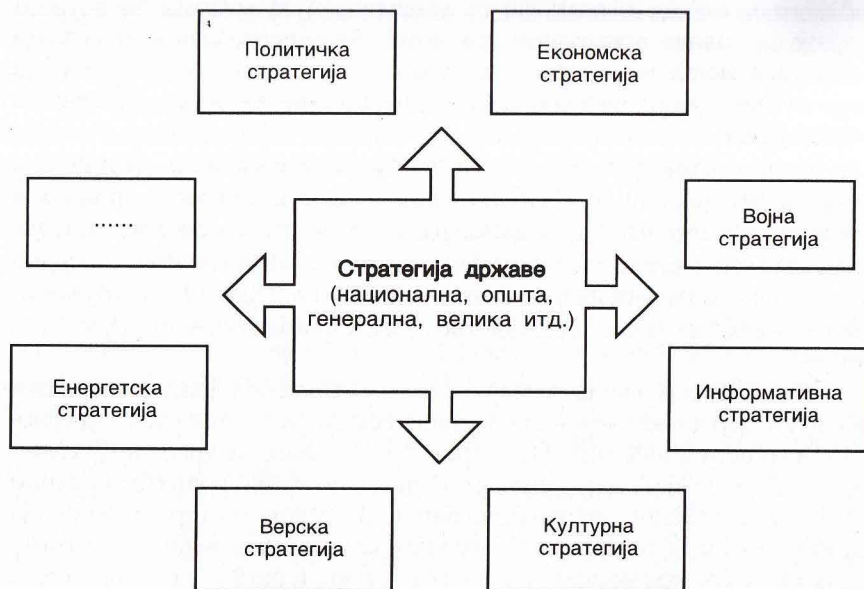 Политичка
стратегија
Економска
стратегија
......
Војна
стратегија
Стратегија државе
(национална, општа,
генерална, велика итд.)
Енергетска
стратегија
Информативна
стратегија
Верска
стратегија
Културна
стратегија